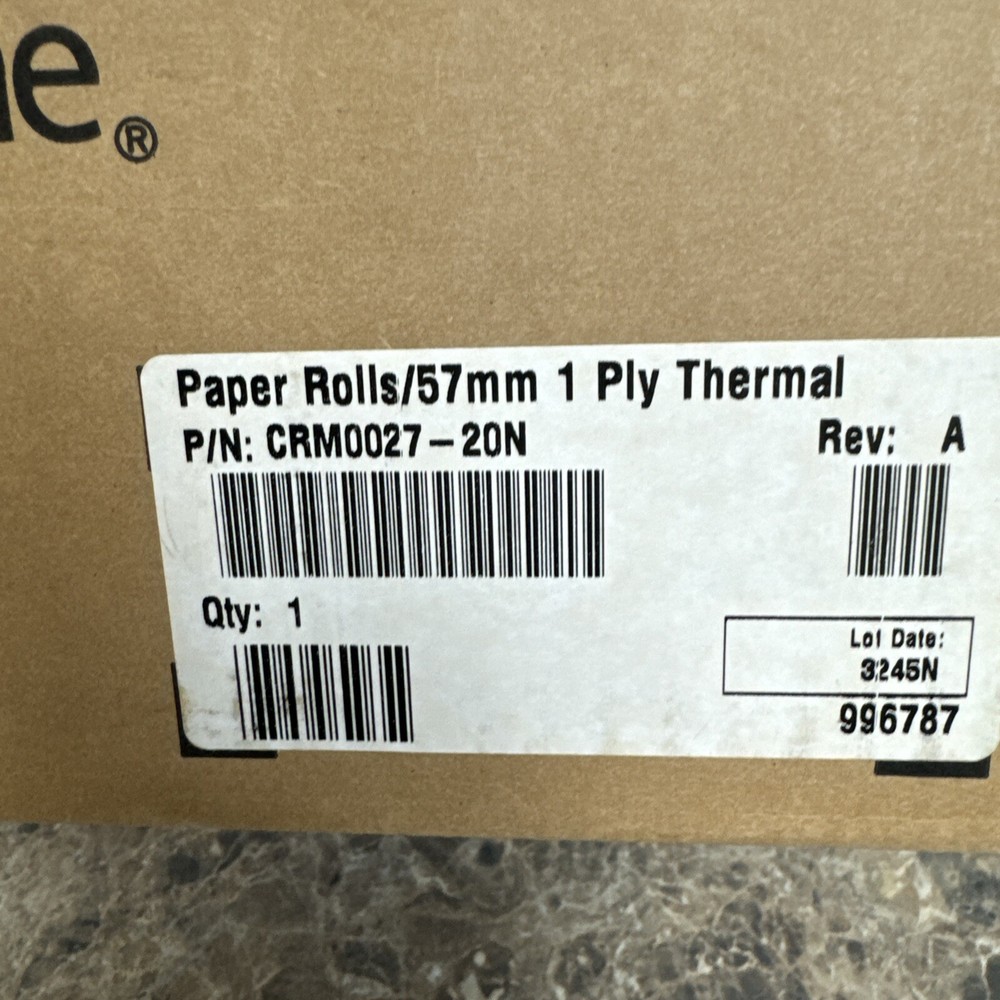 ne®
Paper Rolls/57mm 1 Ply Thermal
P/N: CRM0027-20N
Rev: A
Qty: 1
Lot Date:
3245N
996787